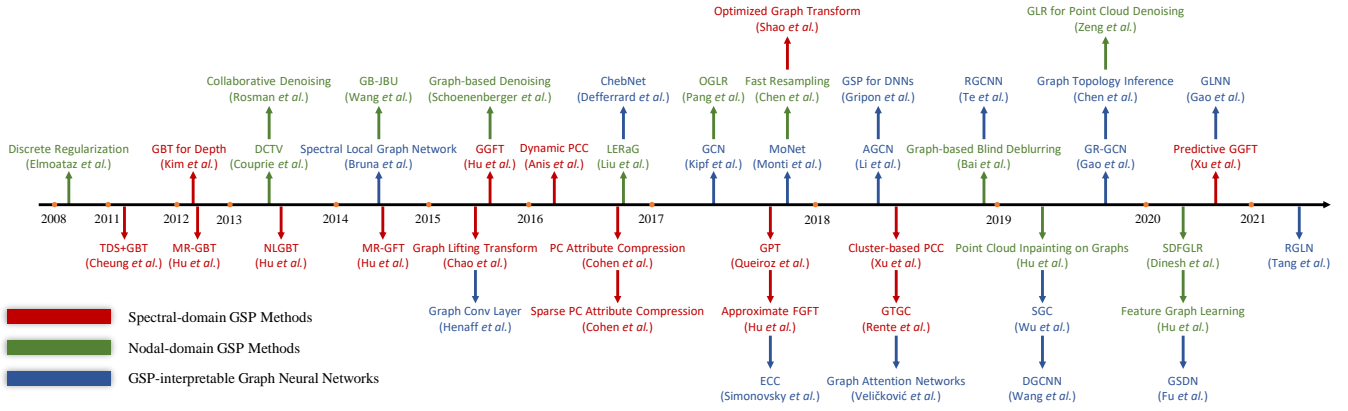 Optimized Graph Transform
(Shao et al.)
GLR for Point Cloud Denoising
(Zeng et al.)
Collaborative Denoising
(Rosman et al.)
GB-JBU
(Wang et al.)
Graph-based Denoising
(Schoenenberger et al.)
ChebNet
(Defferrard et al.)
OGLR
(Pang et al.)
Fast Resampling
(Chen et al.)
GSP for DNNs
(Gripon et al.)
RGCNN
(Te et al.)
Graph Topology Inference
(Chen et al.)
GLNN
(Gao et al.)
Discrete Regularization
(Elmoataz et al.)
GBT for Depth
(Kim et al.)
DCTV
(Couprie et al.)
Spectral Local Graph Network
(Bruna et al.)
GGFT
(Hu et al.)
Dynamic PCC
(Anis et al.)
LERaG
(Liu et al.)
GCN
(Kipf et al.)
MoNet
(Monti et al.)
AGCN
(Li et al.)
Graph-based Blind Deblurring
(Bai et al.)
GR-GCN
(Gao et al.)
Predictive GGFT
(Xu et al.)
2008 2011 2012 2013 2014 2015 2016 2017 2018 2019 2020 2021
TDS+GBT
(Cheung et al.)
MR-GBT
(Hu et al.)
NLGBT
(Hu et al.)
MR-GFT
(Hu et al.)
Graph Lifting Transform
(Chao et al.)
PC Attribute Compression
(Cohen et al.)
GPT
(Queiroz et al.)
Cluster-based PCC
(Xu et al.)
Point Cloud Inpainting on Graphs
(Hu et al.)
SDFGLR
(Dinesh et al.)
RGLN
(Tang et al.)
Graph Conv Layer
(Henaff et al.)
Sparse PC Attribute Compression
(Cohen et al.)
Approximate FGFT
(Hu et al.)
GTGC
(Rente et al.)
SGC
(Wu et al.)
Feature Graph Learning
(Hu et al.)
ECC
(Simonovsky et al.)
Graph Attention Networks
(Veličković et al.)
DGCNN
(Wang et al.)
GSDN
(Fu et al.)
Spectral-domain GSP Methods
Nodal-domain GSP Methods
GSP-interpretable Graph Neural Networks